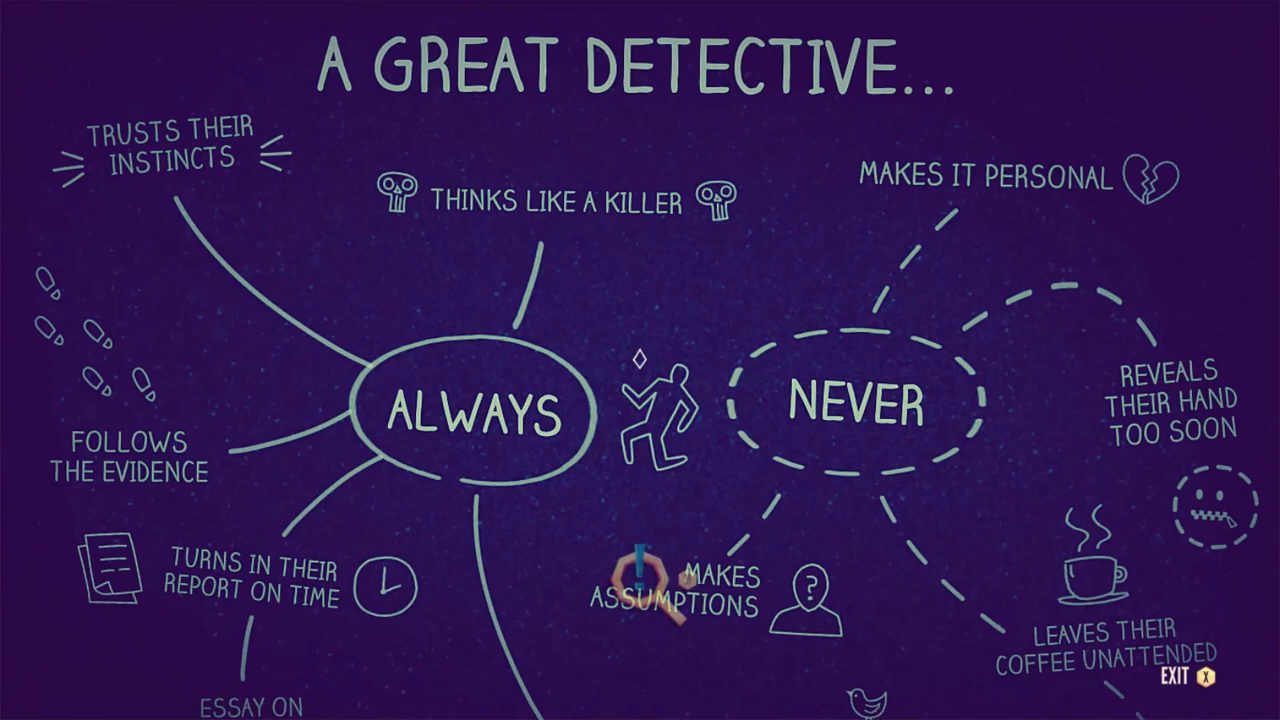 A GREAT DETECTIVE...
TRUSTS THEIR
INSTINCTS
THINKS LIKE A KILLER
MAKES IT PERSONAL
ALWAYS
NEVER
REVEALS
THEIR HAND
TOO SOON
FOLLOWS
THE EVIDENCE
TURNS IN THEIR
REPORT ON TIME
MAKES
ASSUMPTIONS
?
LEAVES THEIR
COFFEE UNATTENDED
EXIT X
ESSAY ON